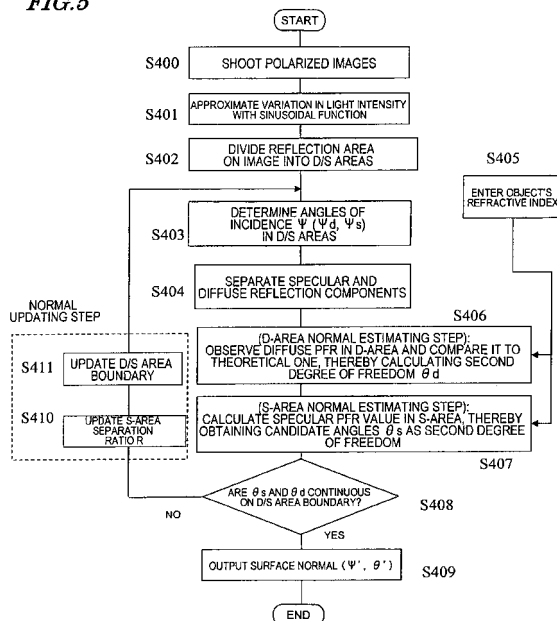 FIG.5
START
S400
SHOOT POLARIZED IMAGES
S401
APPROXIMATE VARIATION IN LIGHT INTENSITY
WITH SINUSOIDAL FUNCTION
S402
DIVIDE REFLECTION AREA
ON IMAGE INTO D/S AREAS
S405
ENTER OBJECT'S
REFRACTIVE INDEX
S403
DETERMINE ANGLES OF
INCIDENCE Ψ (Ψd, Ψs)
IN D/S AREAS
S404
SEPARATE SPECULAR AND
DIFFUSE REFLECTION COMPONENTS
NORMAL
UPDATING STEP
S406
(D-AREA NORMAL ESTIMATING STEP):
OBSERVE DIFFUSE PFR IN D-AREA AND COMPARE IT TO
THEORETICAL ONE, THEREBY CALCULATING SECOND
DEGREE OF FREEDOM θd
S411
UPDATE D/S AREA
BOUNDARY
S410
UPDATE S-AREA
SEPARATION
RATIO R
(S-AREA NORMAL ESTIMATING STEP):
CALCULATE SPECULAR PFR VALUE IN S-AREA, THEREBY
OBTAINING CANDIDATE ANGLES θs AS SECOND DEGREE
OF FREEDOM
S407
ARE θs AND θd CONTINUOUS
ON D/S AREA BOUNDARY?
S408
NO
YES
OUTPUT SURFACE NORMAL (Ψ', θ')
S409
END